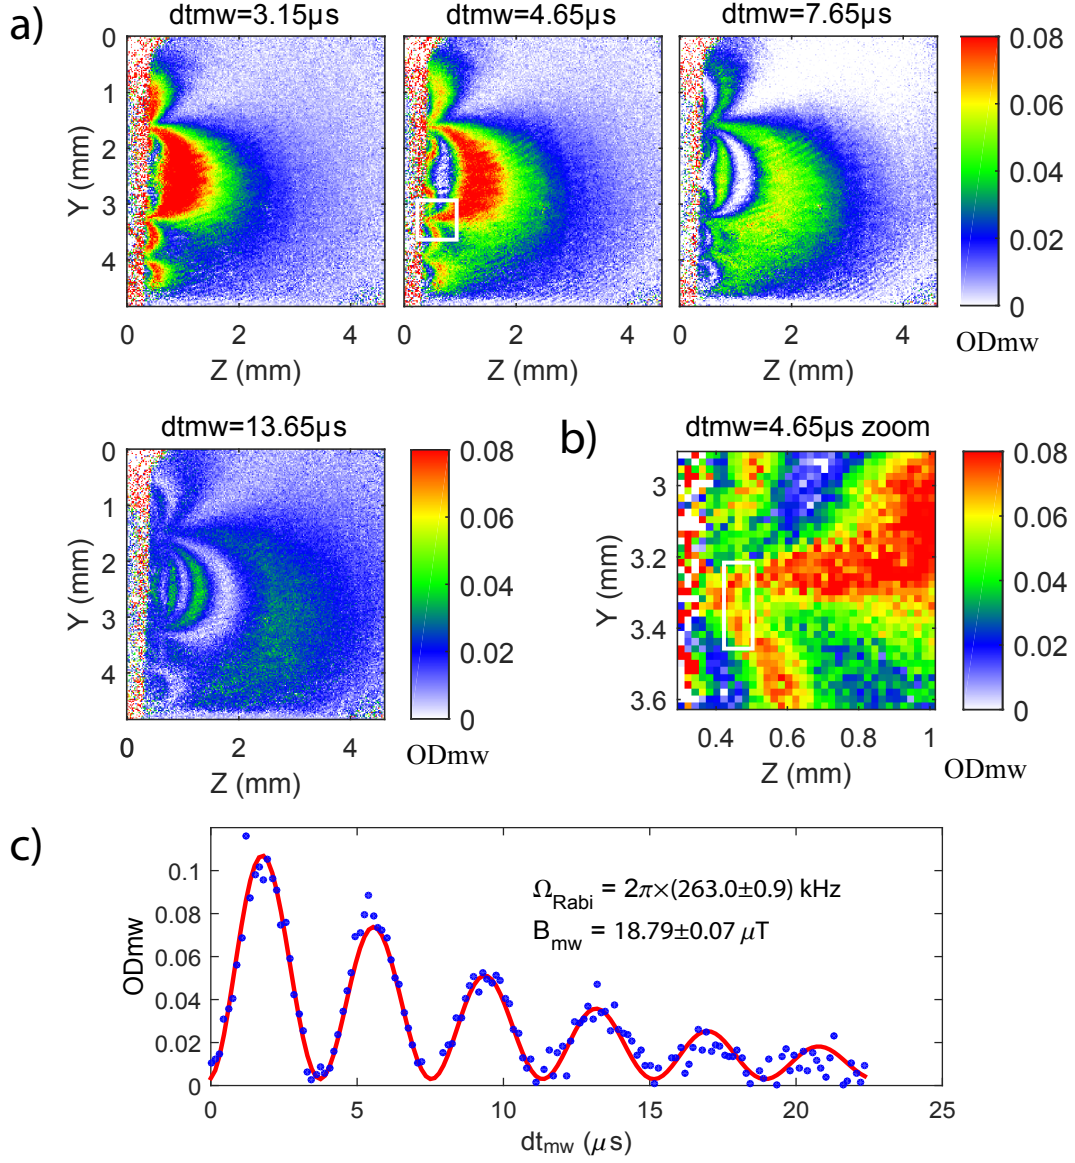 a)
dtmw=3.15µs
dtmw=4.65µs
dtmw=7.65µs
0
1
2
3
4
Y (mm)
0 2 4
Z (mm)
0 2 4
Z (mm)
0 2 4
Z (mm)
0.08
0.06
0.04
0.02
0
ODmw
dtmw=13.65µs
0
1
2
3
4
Y (mm)
0 2 4
Z (mm)
0.08
0.06
0.04
0.02
0
ODmw
b)
dtmw=4.65µs zoom
3
3.2
3.4
3.6
Y (mm)
0.4 0.6 0.8 1
Z (mm)
0.08
0.06
0.04
0.02
0
ODmw
c)
0.1
0.08
0.06
0.04
0.02
0
ODmw
Ω_Rabi = 2π×(263.0±0.9) kHz
B_mw = 18.79±0.07 µT
0 5 10 15 20 25
dt_mw (µs)